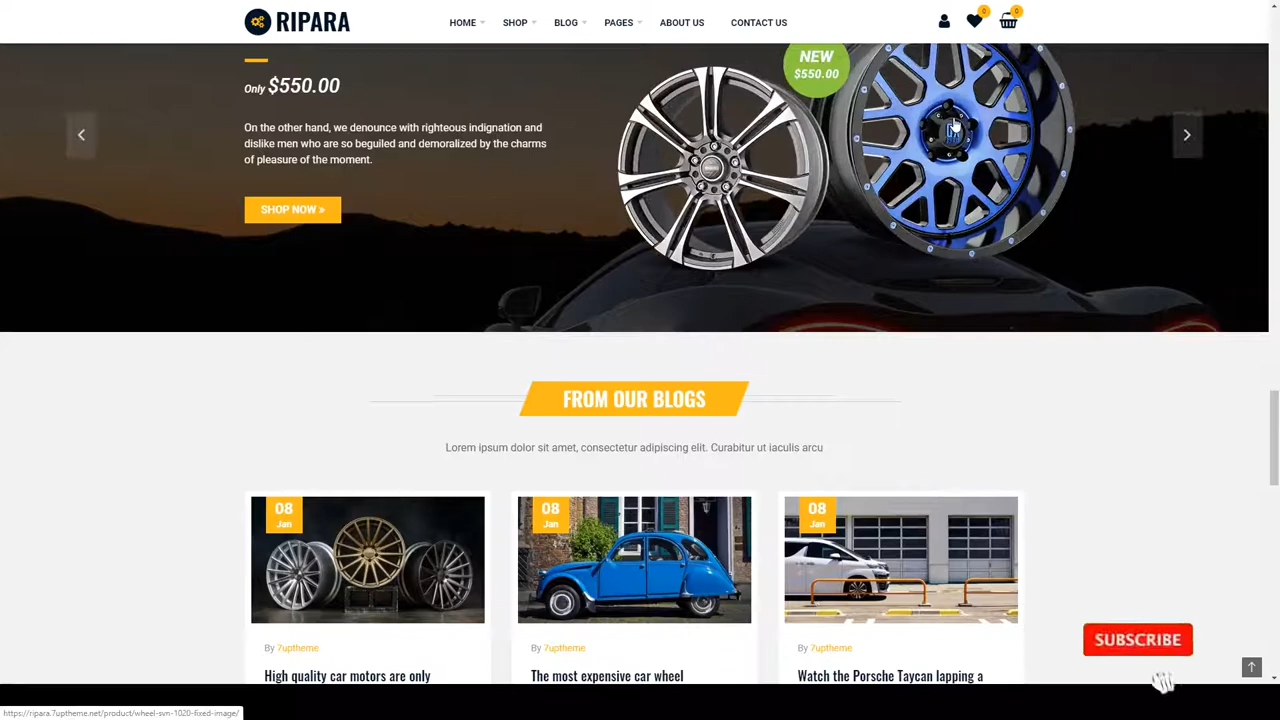 RIPARA
HOME SHOP BLOG PAGES ABOUT US CONTACT US
0 0
Only $550.00
NEW
$550.00
On the other hand, we denounce with righteous indignation and
dislike men who are so beguiled and demoralized by the charms
of pleasure of the moment.
SHOP NOW »
FROM OUR BLOGS
Lorem ipsum dolor sit amet, consectetur adipiscing elit. Curabitur ut iaculis arcu
08
Jan
08
Jan
08
Jan
By 7uptheme
By 7uptheme
By 7uptheme
High quality car motors are only
The most expensive car wheel
Watch the Porsche Taycan lapping a
SUBSCRIBE
https://ripara.7uptheme.net/product/wheel-svn-1020-fixed-image/